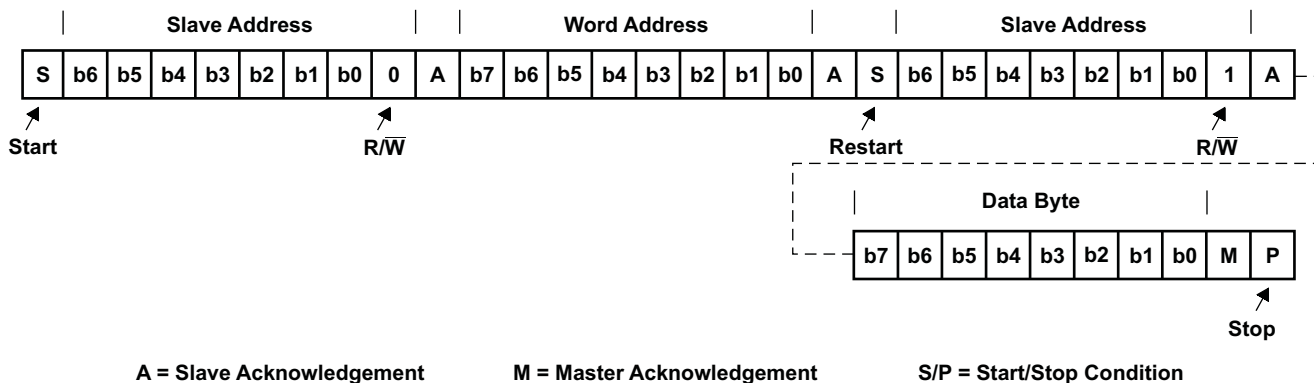 Slave Address Word Address Slave Address
S b6 b5 b4 b3 b2 b1 b0 0 A b7 b6 b5 b4 b3 b2 b1 b0 A S b6 b5 b4 b3 b2 b1 b0 1 A
Start R/W̅ Restart R/W̅
Data Byte
b7 b6 b5 b4 b3 b2 b1 b0 M P
Stop
A = Slave Acknowledgement M = Master Acknowledgement S/P = Start/Stop Condition